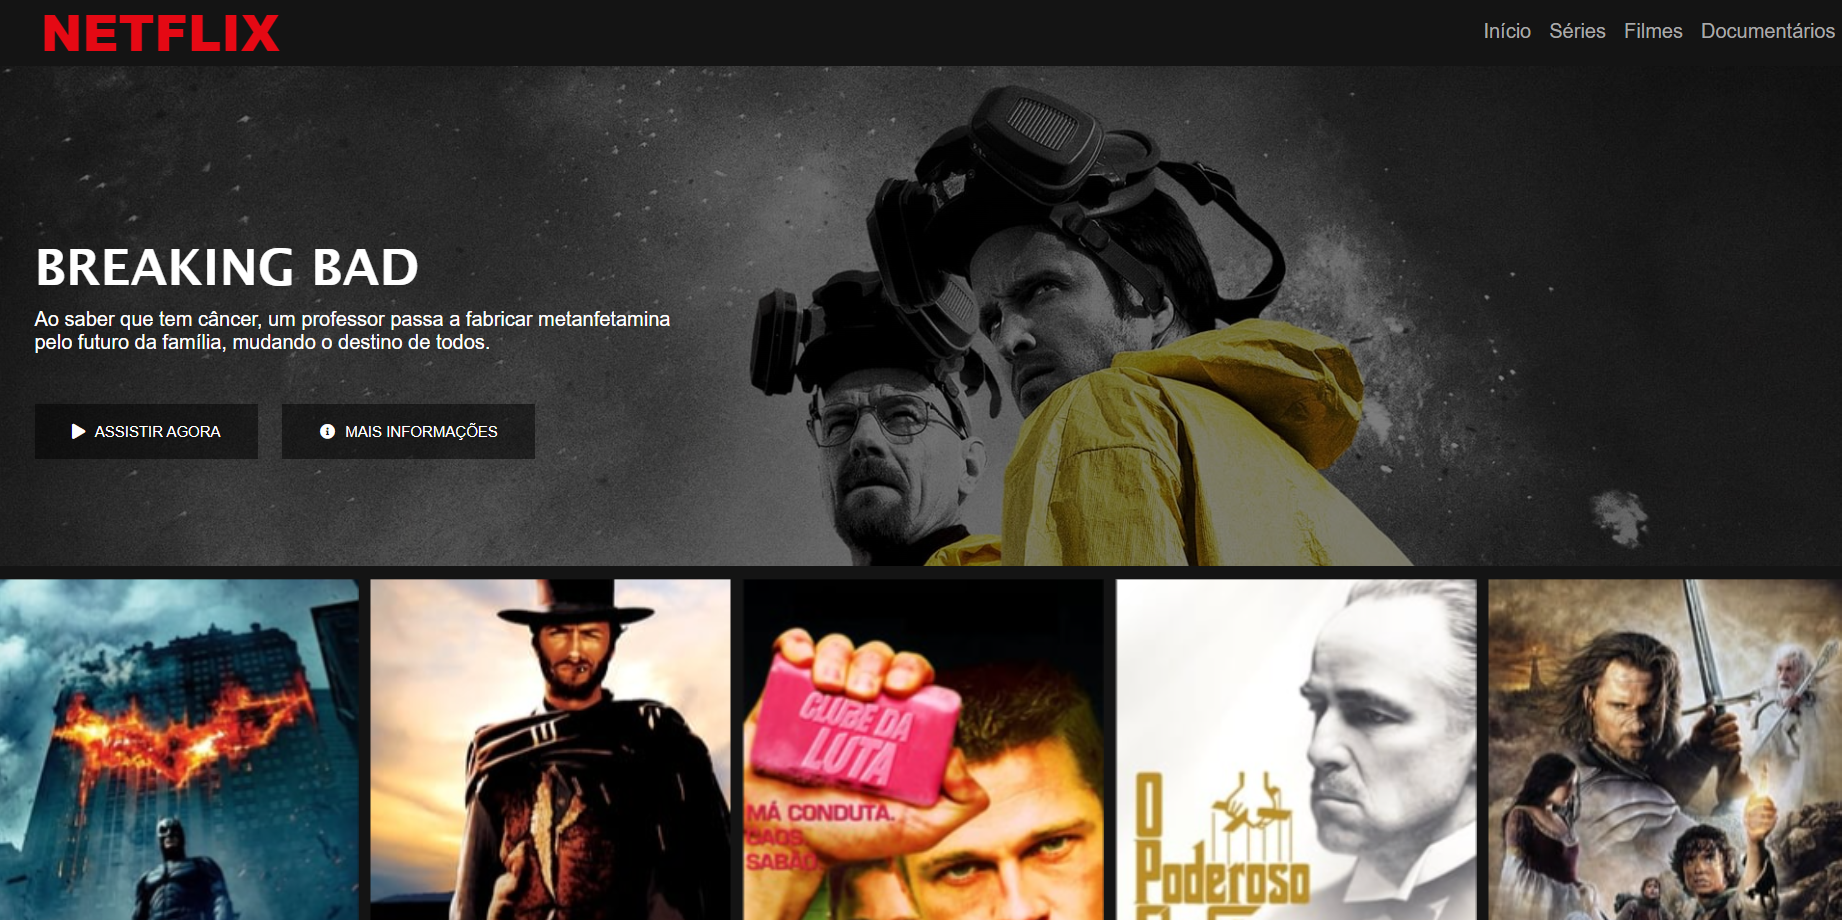 NETFLIX
Início Séries Filmes Documentários
BREAKING BAD
Ao saber que tem câncer, um professor passa a fabricar metanfetamina
pelo futuro da família, mudando o destino de todos.
ASSISTIR AGORA
MAIS INFORMAÇÕES
CLUBE DA
LUTA
MÁ CONDUTA.
CAOS.
SABÃO.
O
Poderoso